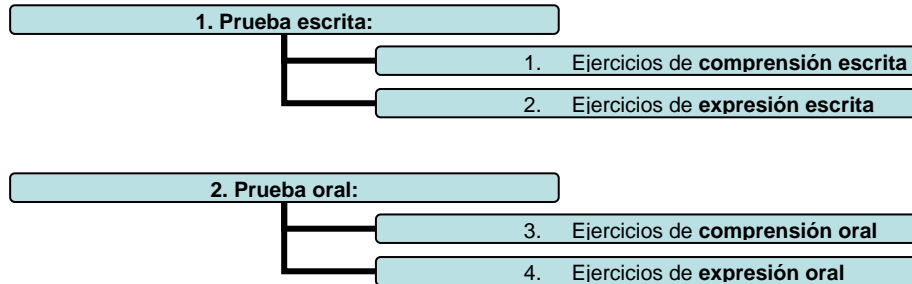 1. Prueba escrita:
1. Ejercicios de comprensión escrita
2. Ejercicios de expresión escrita
2. Prueba oral:
3. Ejercicios de comprensión oral
4. Ejercicios de expresión oral